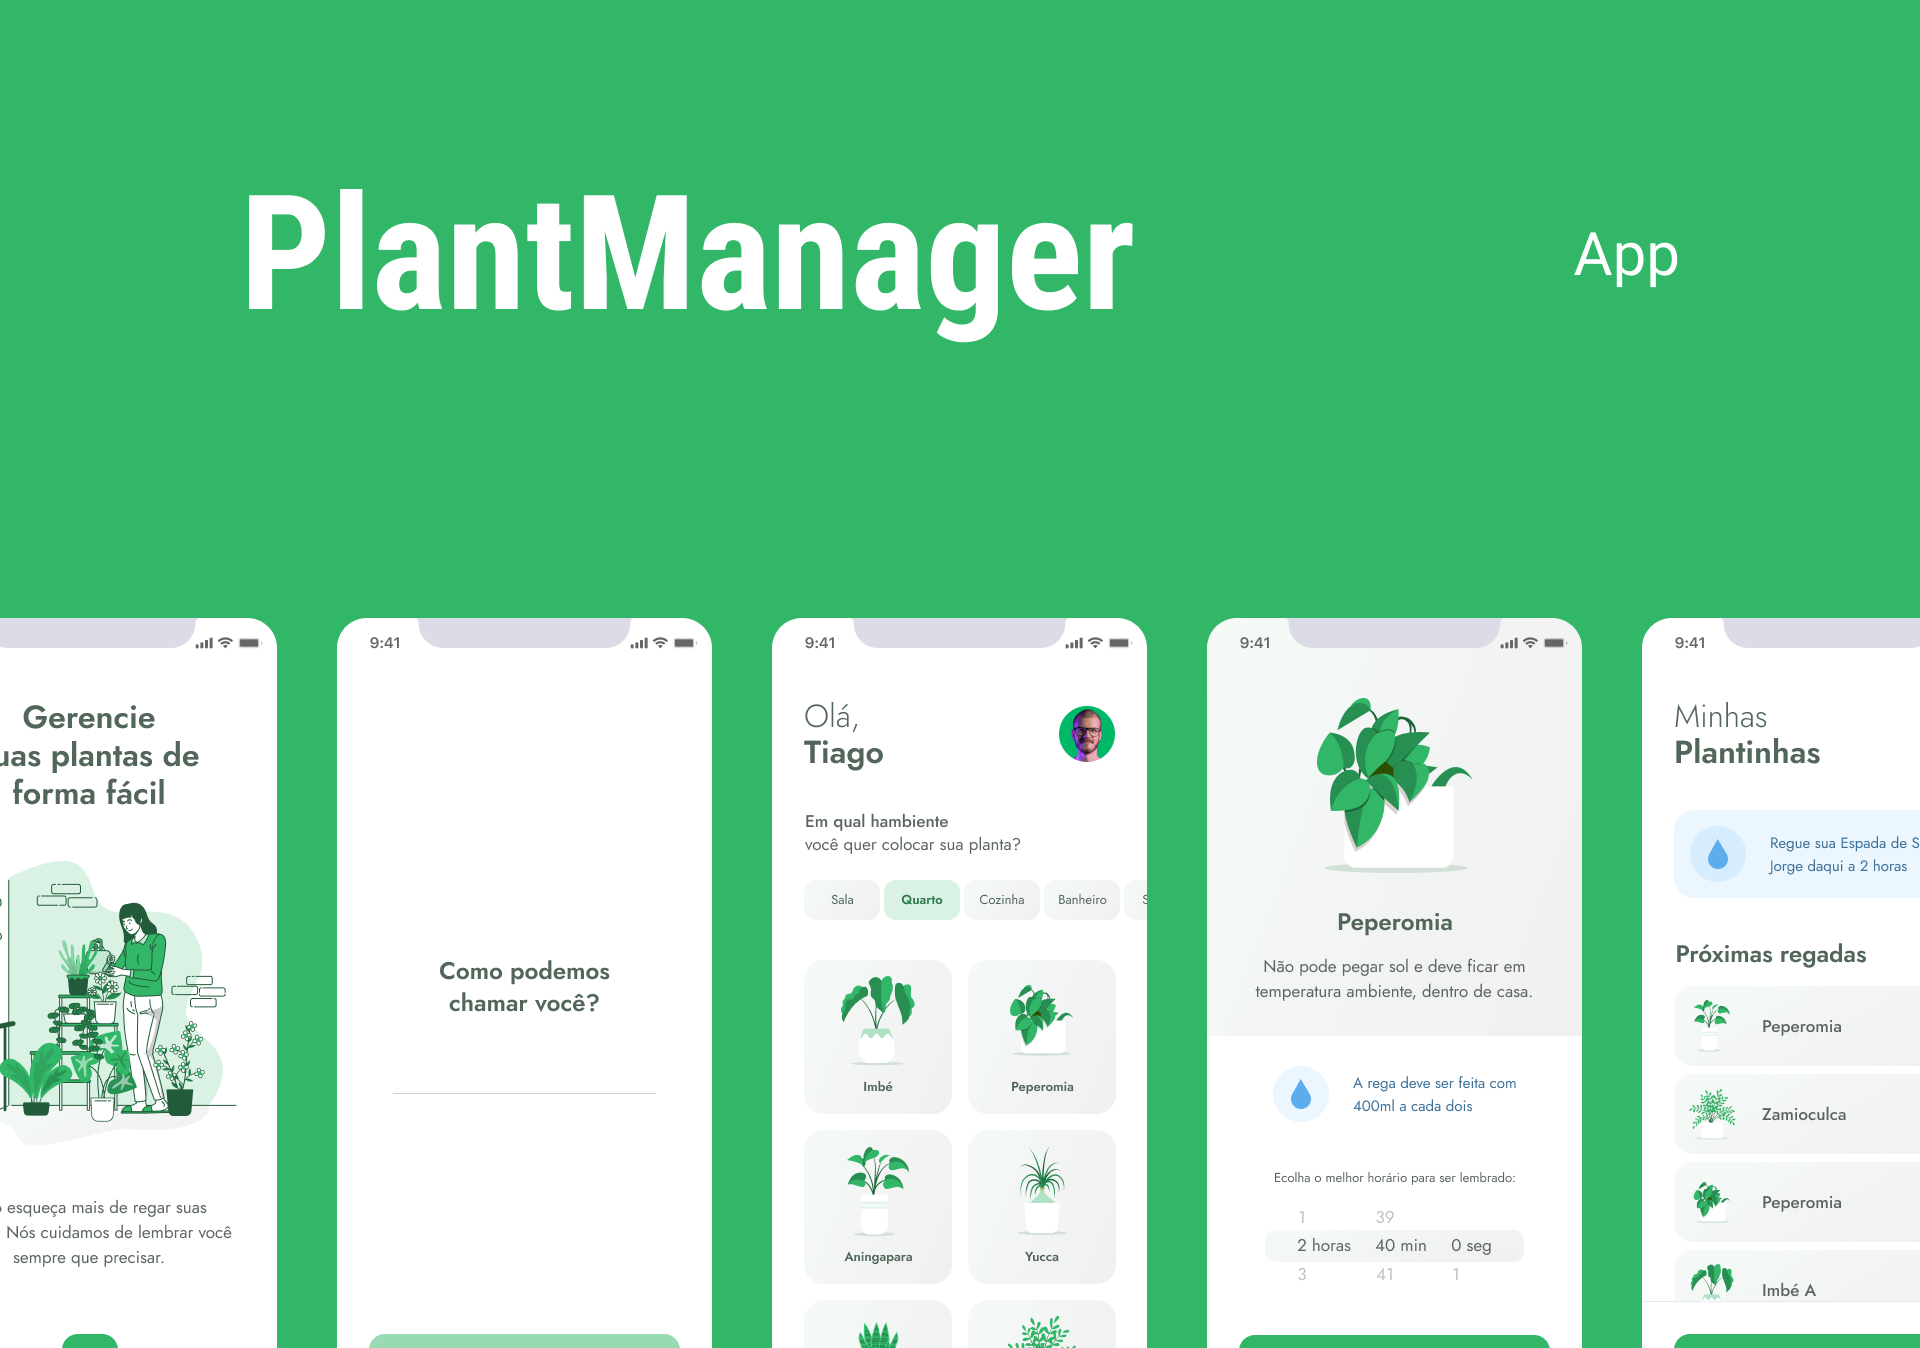 PlantManager
App
Gerencie
uas plantas de
forma fácil
esqueça mais de regar suas
Nós cuidamos de lembrar você
sempre que precisar.
9:41
Como podemos
chamar você?
9:41
Olá,
Tiago
Em qual hambiente
você quer colocar sua planta?
Sala
Quarto
Cozinha
Banheiro
S
Imbé
Peperomia
Aningapara
Yucca
9:41
Peperomia
Não pode pegar sol e deve ficar em
temperatura ambiente, dentro de casa.
A rega deve ser feita com
400ml a cada dois
Ecolha o melhor horário para ser lembrado:
1 39
2 horas 40 min 0 seg
3 41 1
9:41
Minhas
Plantinhas
Regue sua Espada de S
Jorge daqui a 2 horas
Próximas regadas
Peperomia
Zamioculca
Peperomia
Imbé A